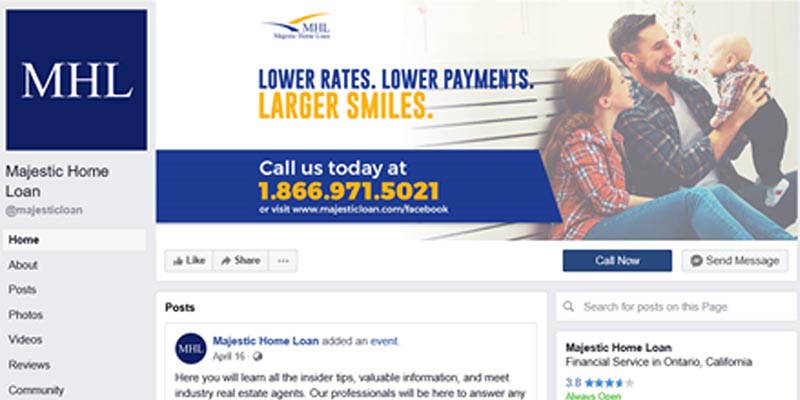 MHL
Majestic Home
Loan
@majesticloan
Home
About
Posts
Photos
Videos
Reviews
Community
MHL
Majestic Home Loan
LOWER RATES. LOWER PAYMENTS.
LARGER SMILES.
Call us today at
1.866.971.5021
or visit www.majesticloan.com/facebook
Like
Share
...
Call Now
Send Message
Posts
MHL
Majestic Home Loan added an event.
April 16 ·
Here you will learn all the insider tips, valuable information, and meet
industry real estate agents. Our professionals will be here to answer any
Search for posts on this Page
Majestic Home Loan
Financial Service in Ontario, California
3.8 ★★★★
Always Open